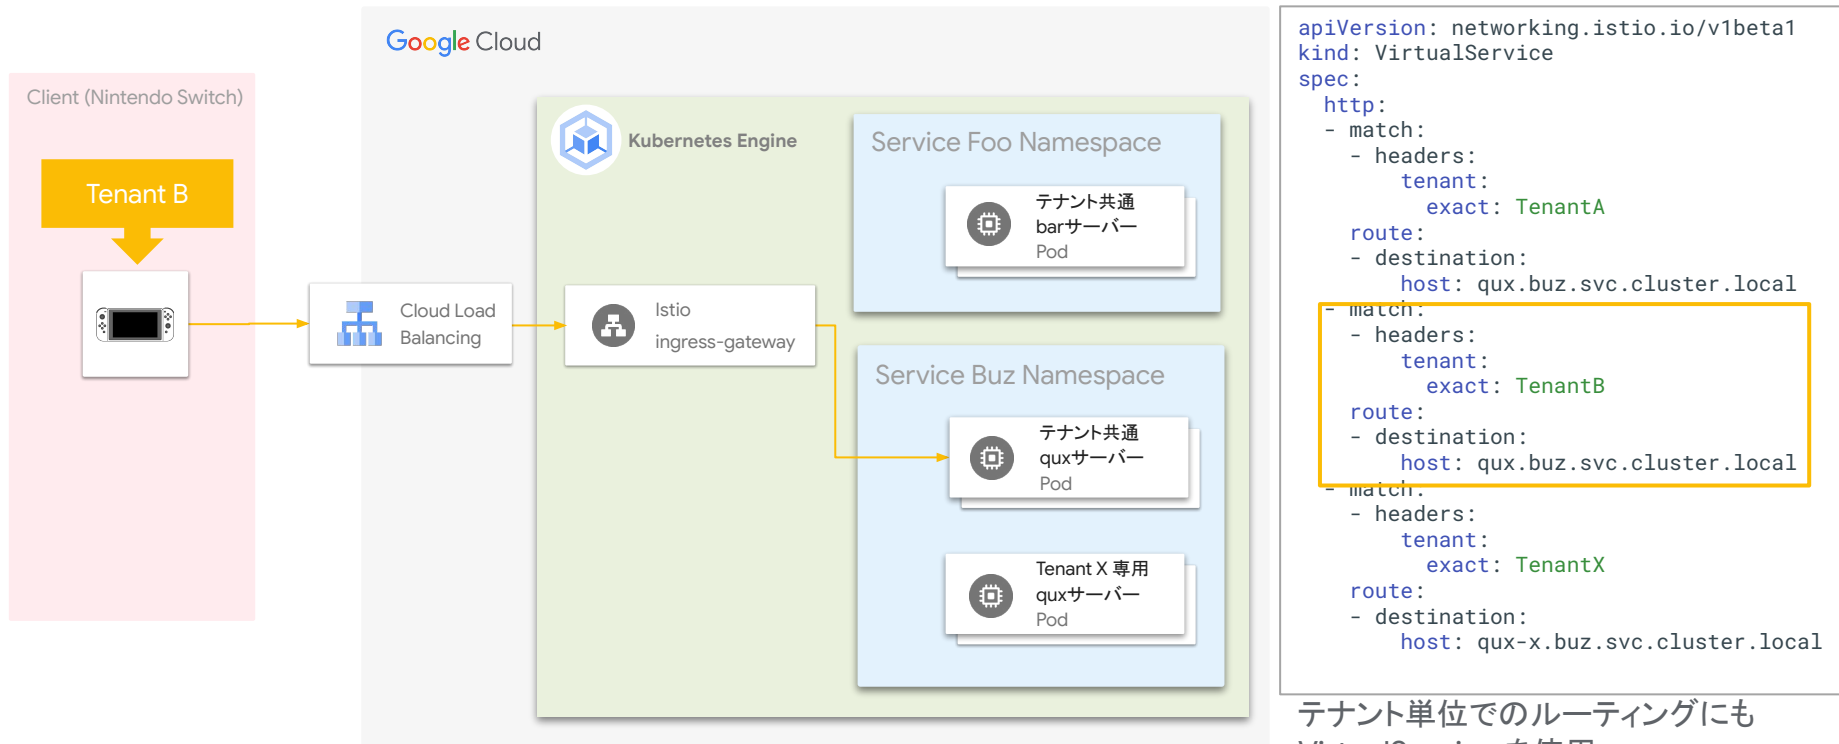 Google Cloud
Client (Nintendo Switch)
Tenant B
Cloud Load
Balancing
Kubernetes Engine
Istio
ingress-gateway
Service Foo Namespace
テナント共通
barサーバー
Pod
Service Buz Namespace
テナント共通
quxサーバー
Pod
Tenant X 専用
quxサーバー
Pod
apiVersion: networking.istio.io/v1beta1
kind: VirtualService
spec:
  http:
  - match:
    - headers:
        tenant:
          exact: TenantA
    route:
    - destination:
        host: qux.buz.svc.cluster.local
  - match:
    - headers:
        tenant:
          exact: TenantB
    route:
    - destination:
        host: qux.buz.svc.cluster.local
  - match:
    - headers:
        tenant:
          exact: TenantX
    route:
    - destination:
        host: qux-x.buz.svc.cluster.local
テナント単位でのルーティングにも
VirtualService を使用